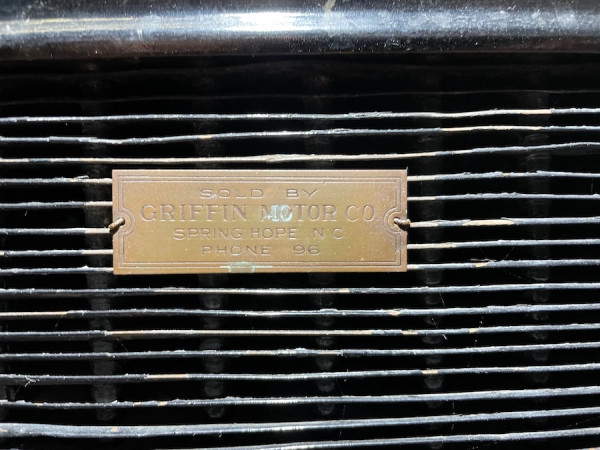 SOLD BY
GRIFFIN MOTOR CO.
SPRING HOPE N C
PHONE 96